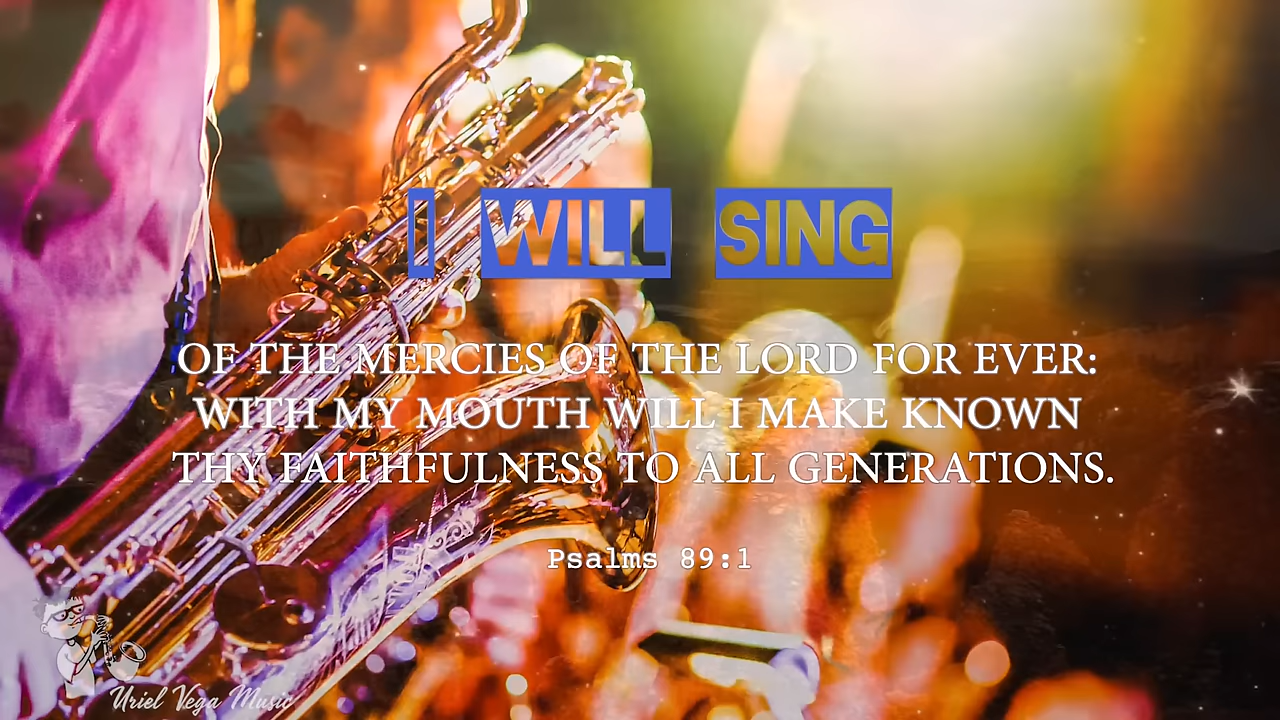 I WILL SING
OF THE MERCIES OF THE LORD FOR EVER:
WITH MY MOUTH WILL I MAKE KNOWN
THY FAITHFULNESS TO ALL GENERATIONS.
Psalms 89:1
Uriel Vega Music